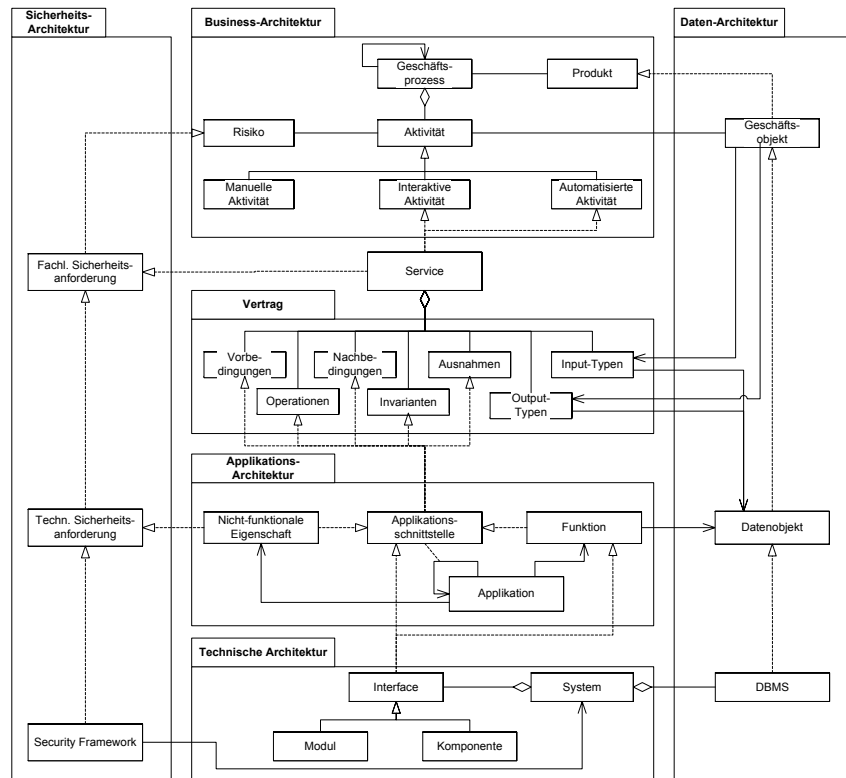 Sicherheits-
Architektur
Business-Architektur
Daten-Architektur
Geschäfts-
prozess
Produkt
Risiko
Aktivität
Geschäfts-
objekt
Manuelle
Aktivität
Interaktive
Aktivität
Automatisierte
Aktivität
Fachl. Sicherheits-
anforderung
Service
Vertrag
Vorbe-
dingungen
Nachbe-
dingungen
Ausnahmen
Input-Typen
Operationen
Invarianten
Output-
Typen
Applikations-
Architektur
Techn. Sicherheits-
anforderung
Nicht-funktionale
Eigenschaft
Applikations-
schnittstelle
Funktion
Datenobjekt
Applikation
Technische Architektur
Interface
System
DBMS
Security Framework
Modul
Komponente